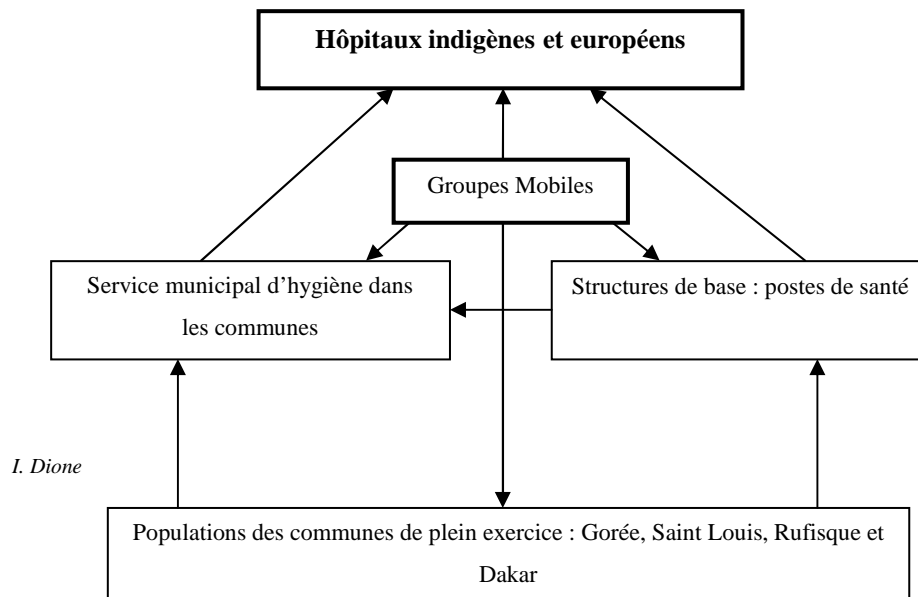 Hôpitaux indigènes et européens
Groupes Mobiles
Service municipal d'hygiène dans
les communes
Structures de base : postes de santé
I. Dione
Populations des communes de plein exercice : Gorée, Saint Louis, Rufisque et
Dakar